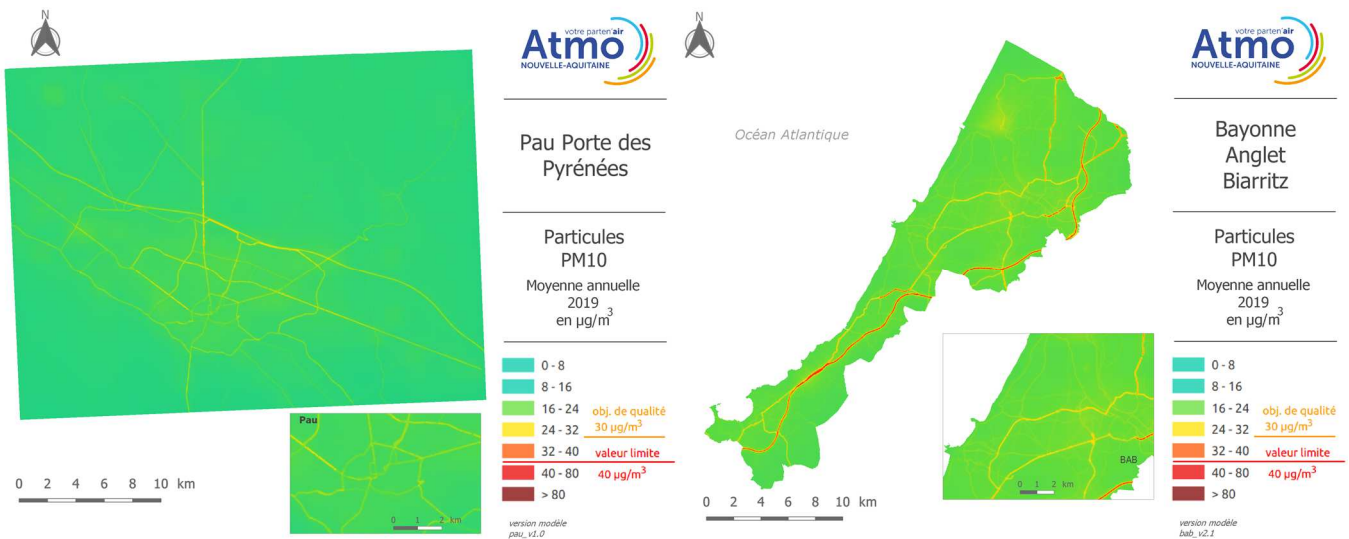 N
votre parten'air
Atmo
NOUVELLE-AQUITAINE
Pau Porte des
Pyrénées
Particules
PM10
Moyenne annuelle
2019
en µg/m³
0 - 8
8 - 16
16 - 24
obj. de qualité
24 - 32
30 µg/m³
32 - 40
valeur limite
40 - 80
40 µg/m³
> 80
version modèle
pau_v1.0
Pau
0 1 2 km
0 2 4 6 8 10 km
N
Océan Atlantique
votre parten'air
Atmo
NOUVELLE-AQUITAINE
Bayonne
Anglet
Biarritz
Particules
PM10
Moyenne annuelle
2019
en µg/m³
0 - 8
8 - 16
16 - 24
obj. de qualité
24 - 32
30 µg/m³
32 - 40
valeur limite
40 - 80
40 µg/m³
> 80
version modèle
bab_v2.1
BAB
0 1 2 km
0 2 4 6 8 10 km